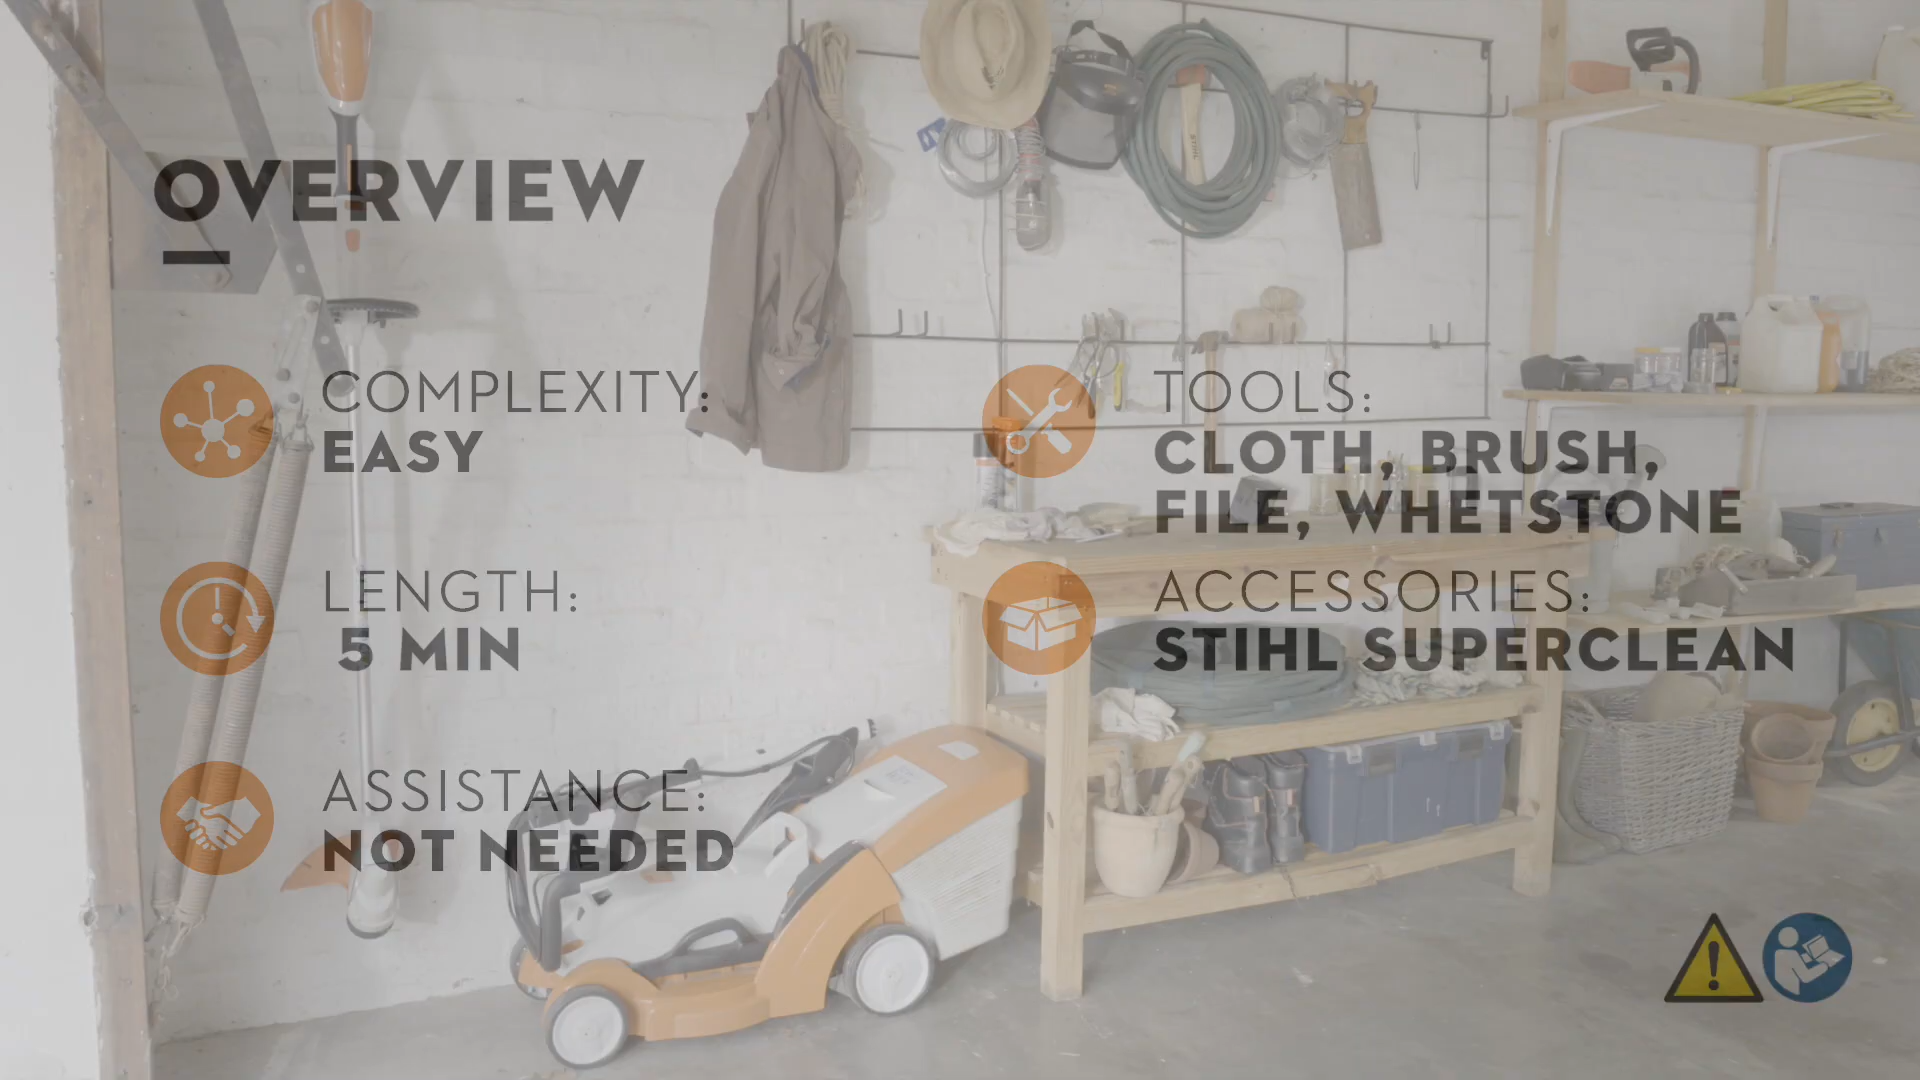 OVERVIEW
COMPLEXITY:
EASY
LENGTH:
5 MIN
ASSISTANCE:
NOT NEEDED
TOOLS:
CLOTH, BRUSH,
FILE, WHETSTONE
ACCESSORIES:
STIHL SUPERCLEAN